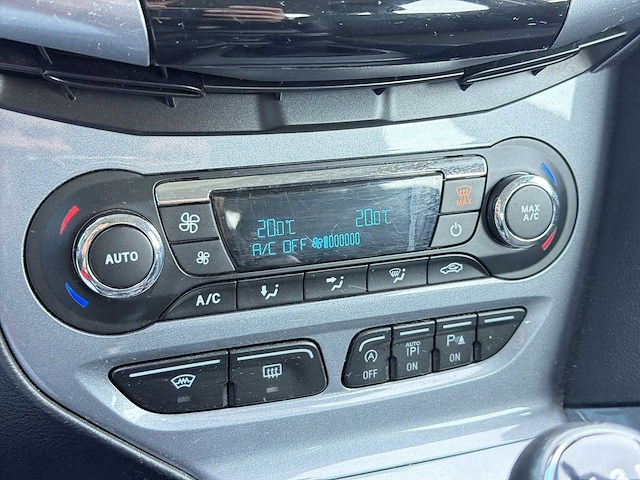 MAX
20.0°C 20.0°C
A/C OFF
AUTO
MAX
A/C
A/C
OFF
AUTO
(P)
ON
P
ON